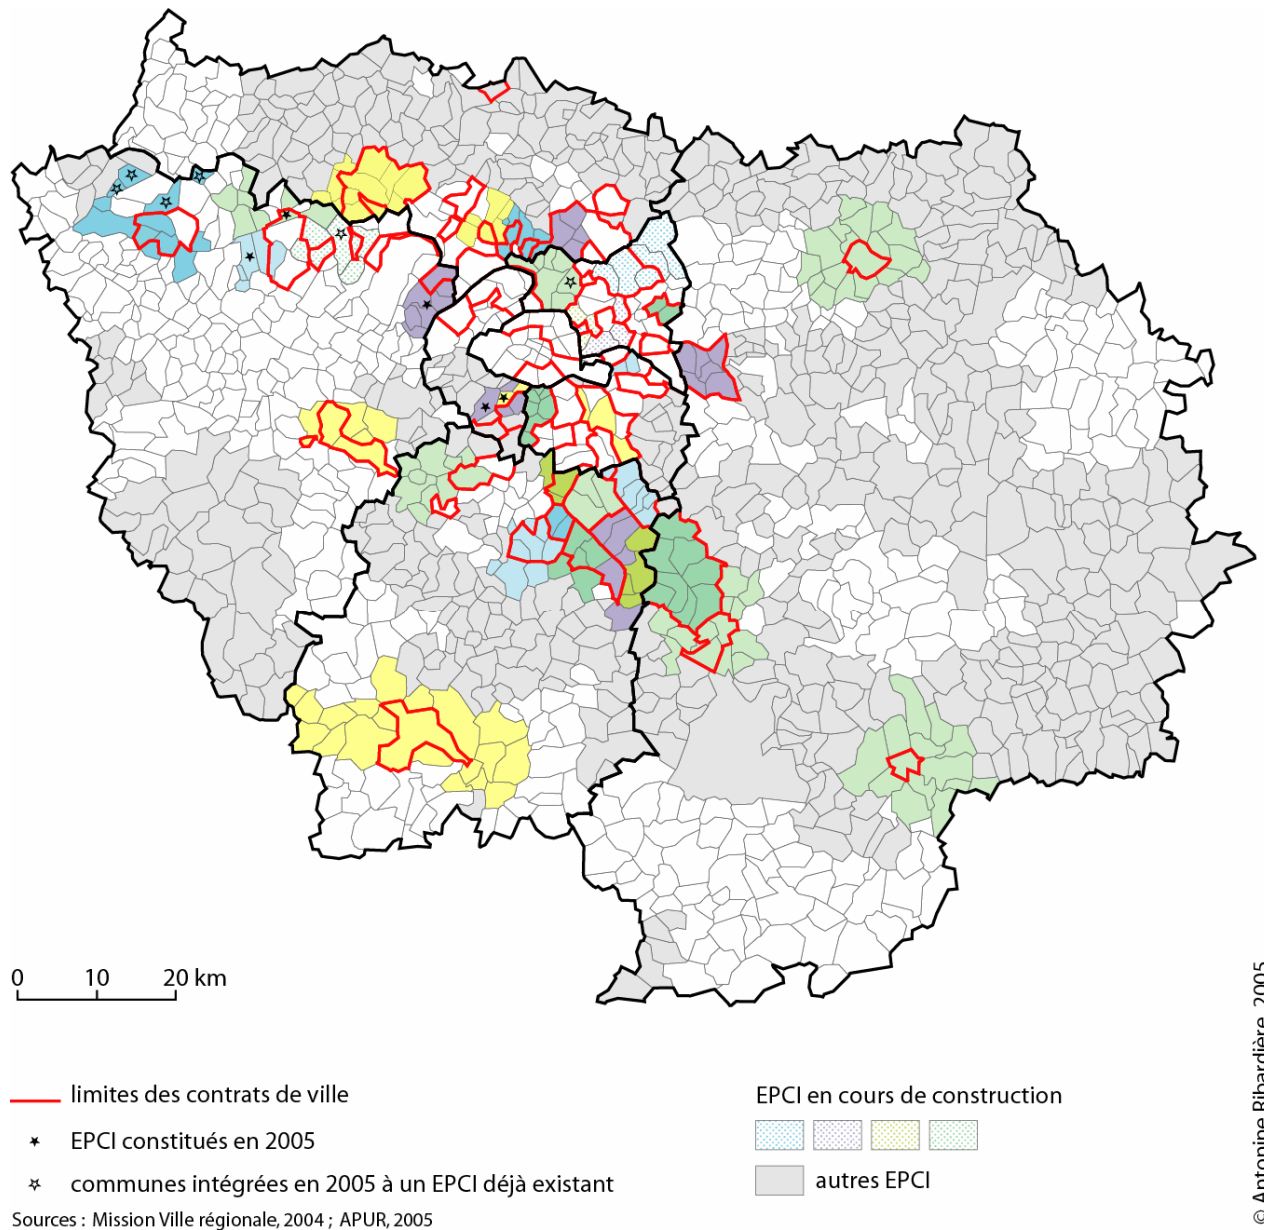 0 10 20 km
limites des contrats de ville
EPCI constitués en 2005
communes intégrées en 2005 à un EPCI déjà existant
EPCI en cours de construction
autres EPCI
Sources : Mission Ville régionale, 2004 ; APUR, 2005
© Antonine Ribardière, 2005